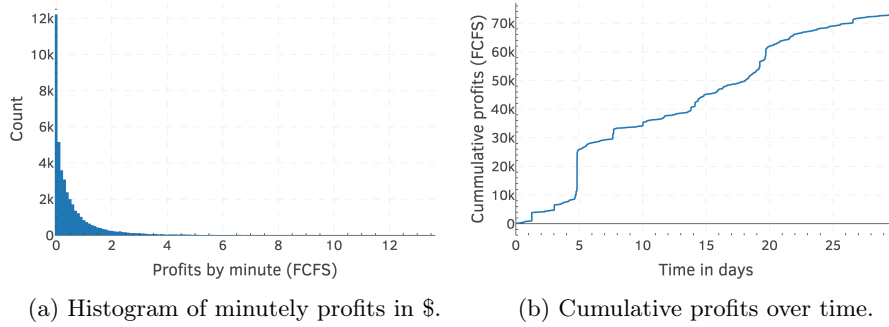 12k
10k
8k
6k
4k
2k
0
Count
0
2
4
6
8
10
12
Profits by minute (FCFS)
(a) Histogram of minutely profits in $.
70k
60k
50k
40k
30k
20k
10k
0
Cummulative profits (FCFS)
0
5
10
15
20
25
Time in days
(b) Cumulative profits over time.